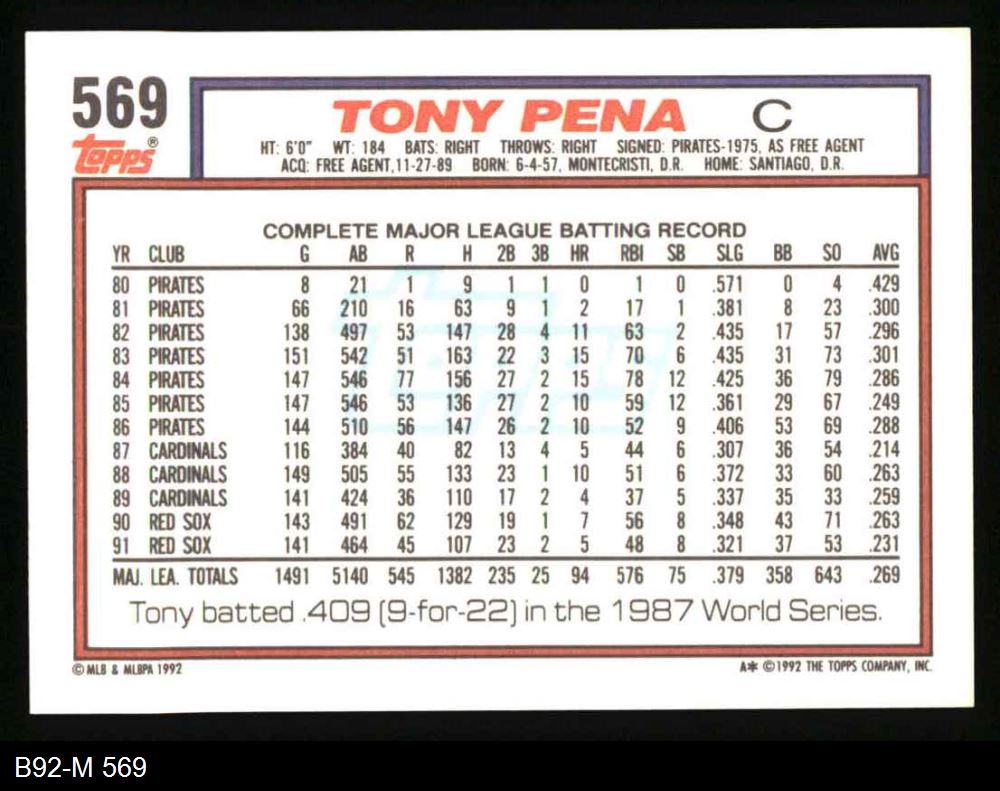 569
TONY PENA C
topps®
HT: 6'0" WT: 184 BATS: RIGHT THROWS: RIGHT SIGNED: PIRATES-1975, AS FREE AGENT
ACQ: FREE AGENT,11-27-89 BORN: 6-4-57, MONTECRISTI, D.R. HOME: SANTIAGO, D.R.
COMPLETE MAJOR LEAGUE BATTING RECORD
YR CLUB G AB R H 2B 3B HR RBI SB SLG BB SO AVG
80 PIRATES 8 21 1 9 1 1 0 1 0 .571 0 4 .429
81 PIRATES 66 210 16 63 9 1 2 17 1 .381 8 23 .300
82 PIRATES 138 497 53 147 28 4 11 63 2 .435 17 57 .296
83 PIRATES 151 542 51 163 22 3 15 70 6 .435 31 73 .301
84 PIRATES 147 546 77 156 27 2 15 78 12 .425 36 79 .286
85 PIRATES 147 546 53 136 27 2 10 59 12 .361 29 67 .249
86 PIRATES 144 510 56 147 26 2 10 52 9 .406 53 69 .288
87 CARDINALS 116 384 40 82 13 4 5 44 6 .307 36 54 .214
88 CARDINALS 149 505 55 133 23 1 10 51 6 .372 33 60 .263
89 CARDINALS 141 424 36 110 17 2 4 37 5 .337 35 33 .259
90 RED SOX 143 491 62 129 19 1 7 56 8 .348 43 71 .263
91 RED SOX 141 464 45 107 23 2 5 48 8 .321 37 53 .231
MAJ. LEA. TOTALS 1491 5140 545 1382 235 25 94 576 75 .379 358 643 .269
topps
Tony batted .409 (9-for-22) in the 1987 World Series.
© MLB & MLBPA 1992
A* © 1992 THE TOPPS COMPANY, INC.
B92-M 569